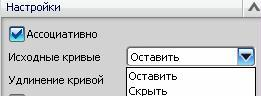 Настройки
Ассоциативно
Исходные кривые Оставить
Оставить
Удлинение кривой
Скрыть